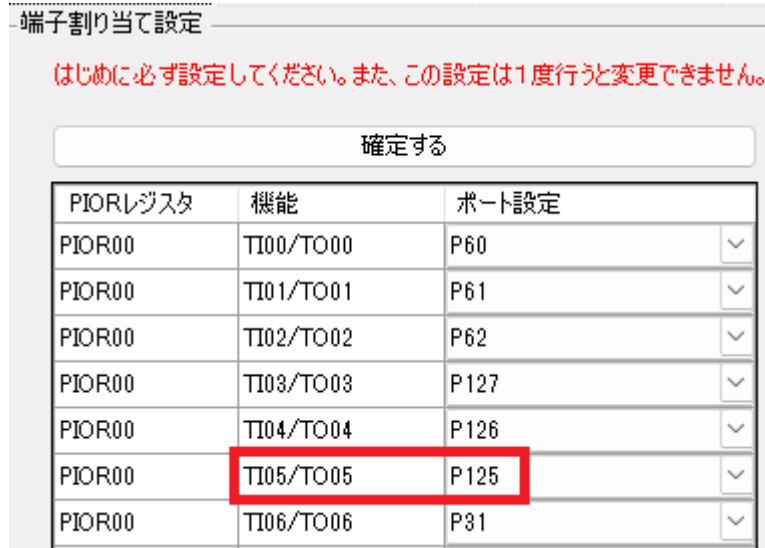 端子割り当て設定
はじめに必ず設定してください。また、この設定は1度行うと変更できません。
確定する
PIORレジスタ 機能 ポート設定
PIOR00 TI00/TO00 P60
PIOR00 TI01/TO01 P61
PIOR00 TI02/TO02 P62
PIOR00 TI03/TO03 P127
PIOR00 TI04/TO04 P126
PIOR00 TI05/TO05 P125
PIOR00 TI06/TO06 P31